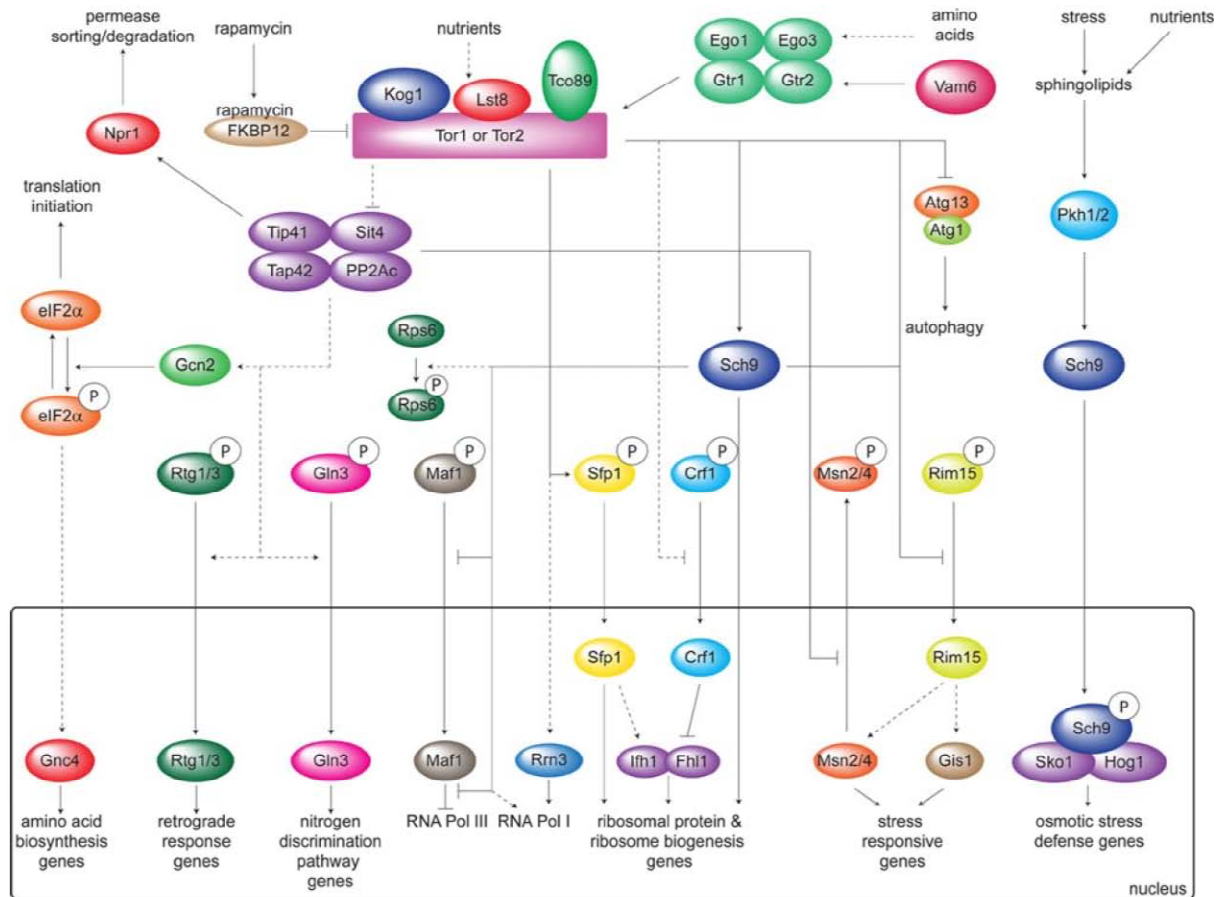 permease
sorting/degradation
rapamycin
nutrients
amino
acids
stress
nutrients
Ego1
Ego3
Gtr1
Gtr2
Vam6
Tco89
Kog1
Lst8
sphingolipids
rapamycin
FKBP12
Npr1
Tor1 or Tor2
translation
initiation
Atg13
Atg1
Pkh1/2
Tip41
Sit4
Tap42
PP2Ac
eIF2α
Rps6
autophagy
Gcn2
Sch9
Sch9
eIF2α
P
Rps6
P
Rtg1/3
P
Gln3
P
Maf1
P
Sfp1
P
Crf1
P
Msn2/4
P
Rim15
P
Sfp1
Crf1
Rim15
Sch9
P
Gnc4
Rtg1/3
Gln3
Maf1
Rrn3
Ifh1
Fhl1
Msn2/4
Gis1
Sko1
Hog1
amino acid
biosynthesis
genes
retrograde
response
genes
nitrogen
discrimination
pathway
genes
RNA Pol III
RNA Pol I
ribosomal protein &
ribosome biogenesis
genes
stress
responsive
genes
osmotic stress
defense genes
nucleus